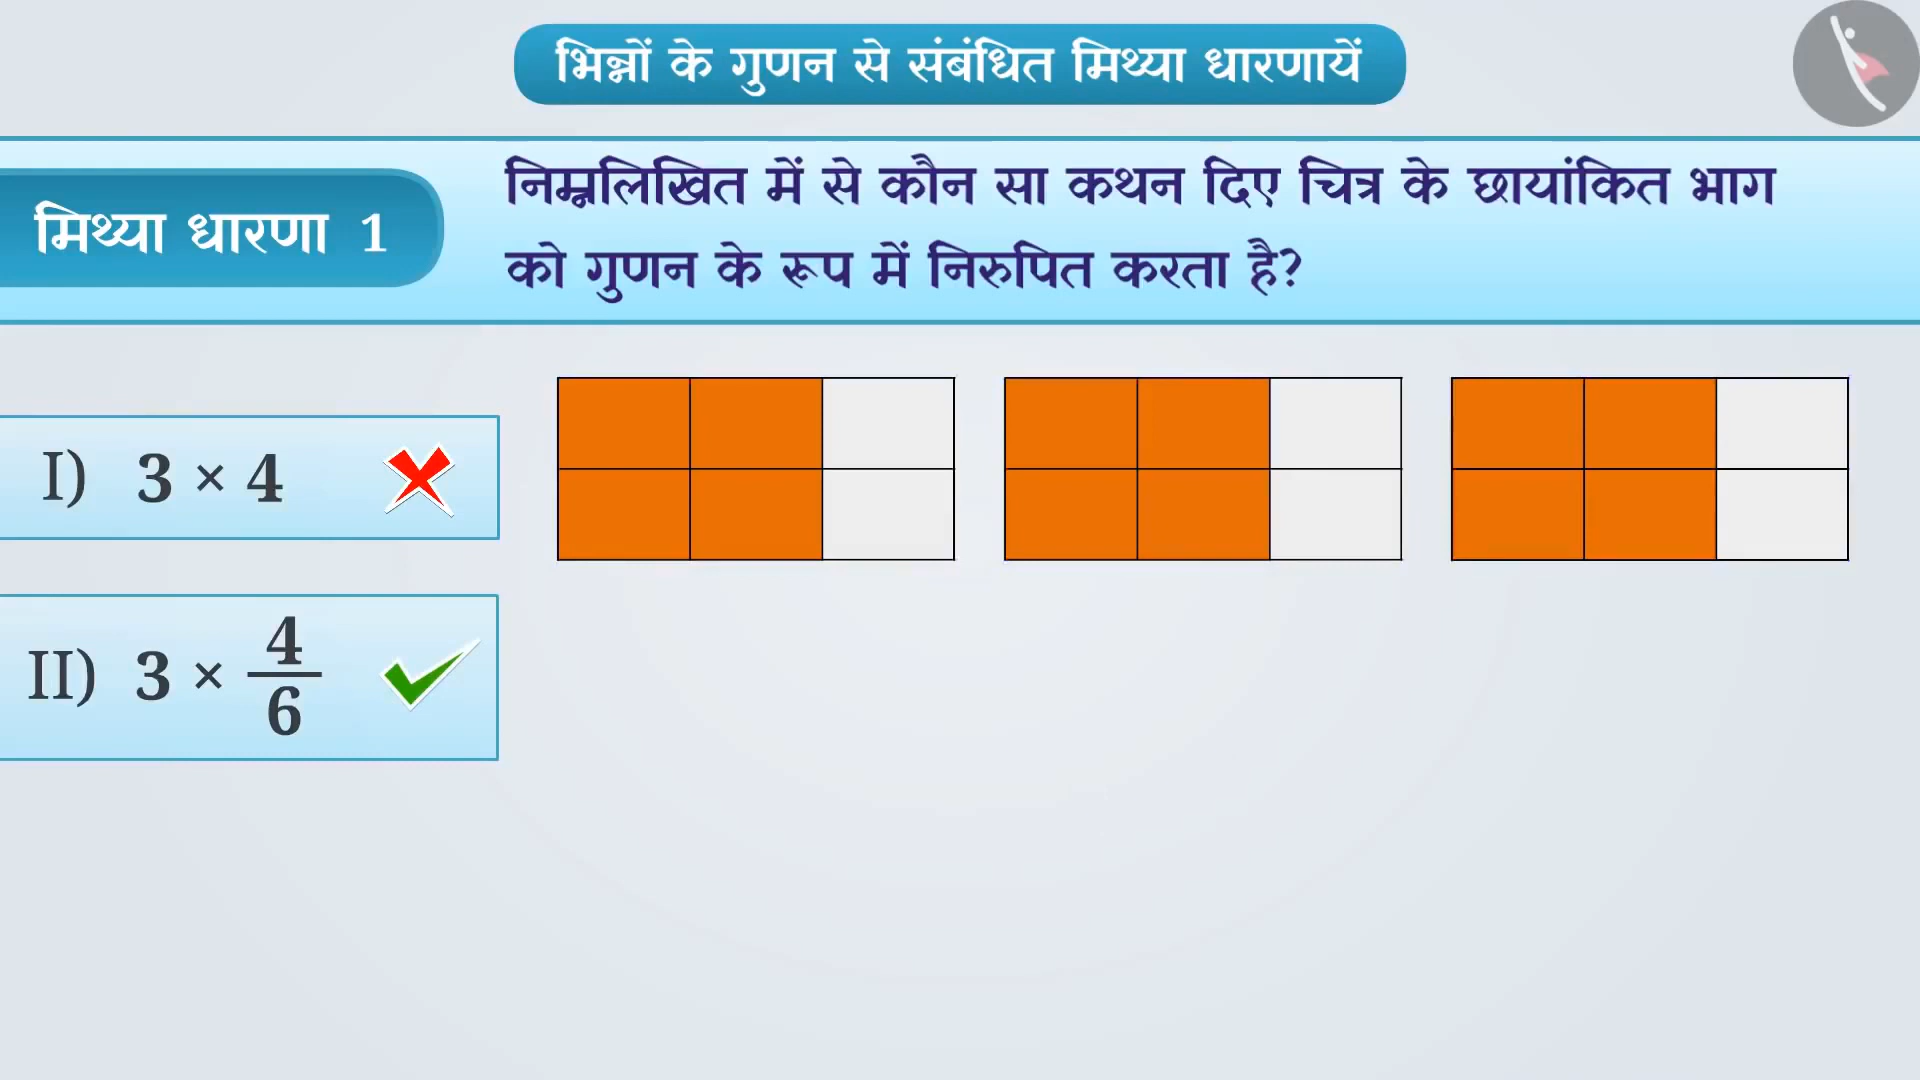 भिन्नों के गुणन से संबंधित मिथ्या धारणायें
मिथ्या धारणा 1
निम्नलिखित में से कौन सा कथन दिए चित्र के छायांकित भाग
को गुणन के रूप में निरुपित करता है?
I) 3 × 4
II) 3 × 4/6